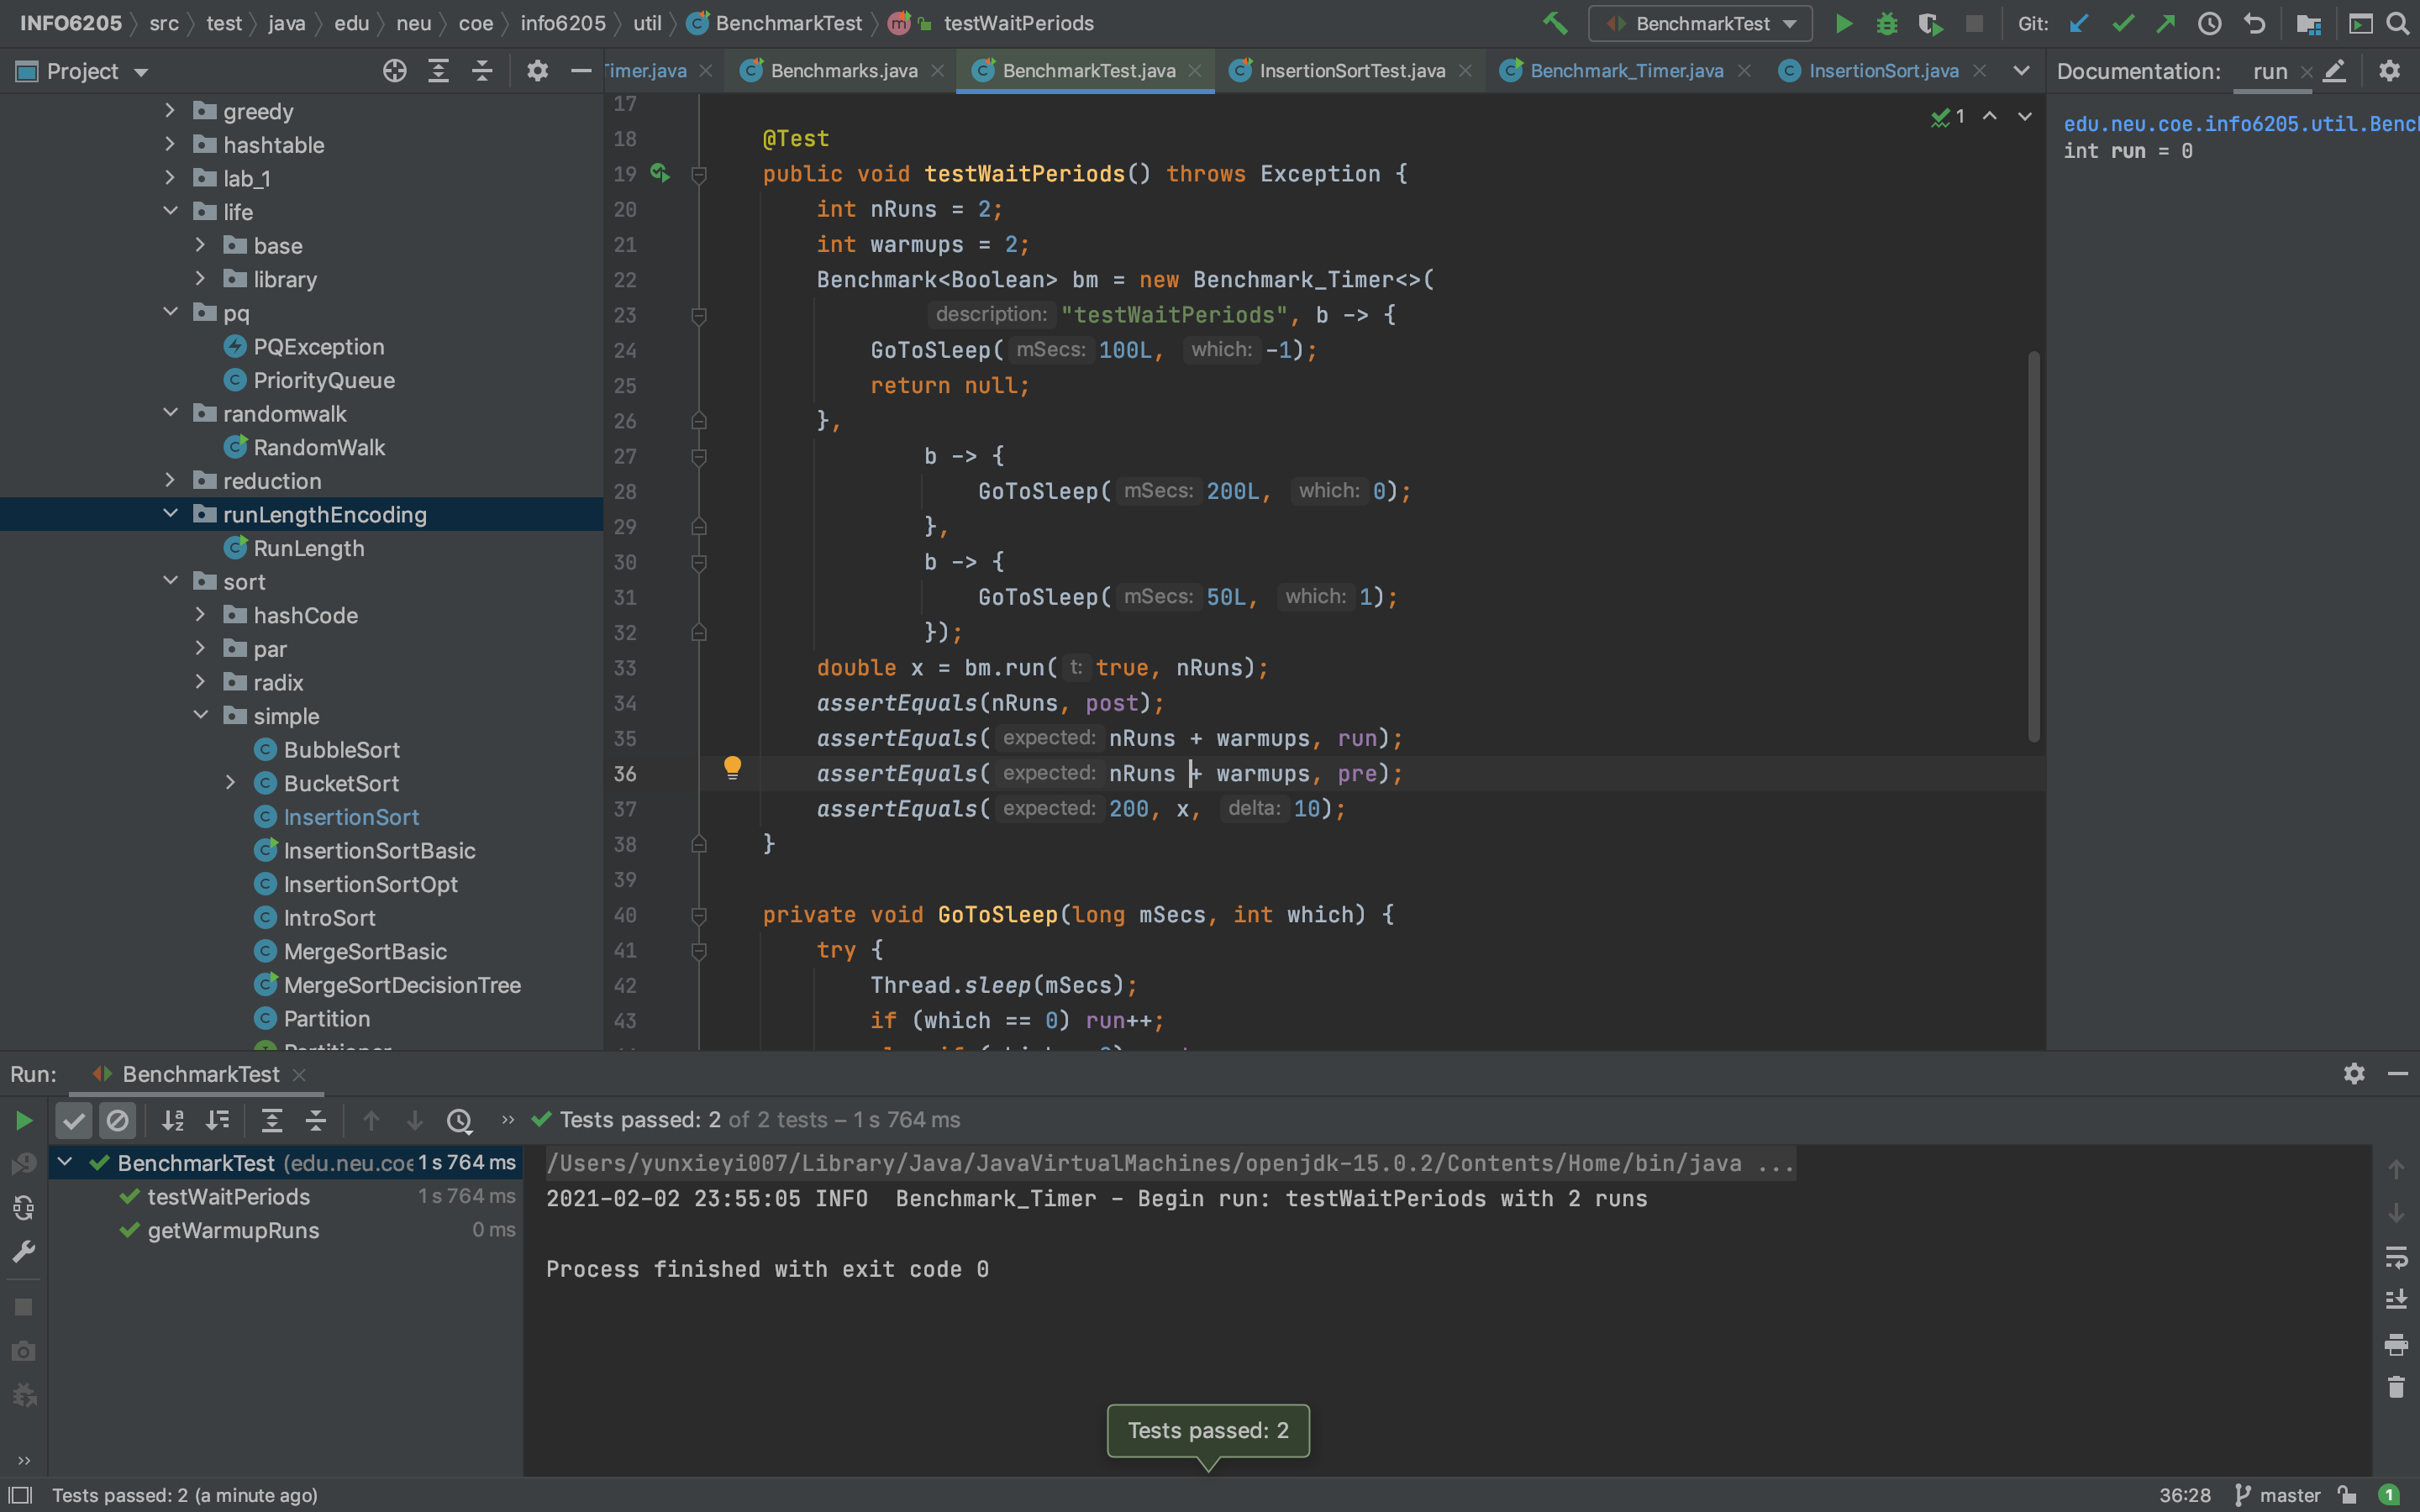 INFO6205 src test java edu neu coe info6205 util BenchmarkTest testWaitPeriods BenchmarkTest Git:
Project Timer.java Benchmarks.java BenchmarkTest.java InsertionSortTest.java Benchmark_Timer.java InsertionSort.java Documentation: run
greedy
hashtable
lab_1
life
base
library
pq
PQException
PriorityQueue
randomwalk
RandomWalk
reduction
runLengthEncoding
RunLength
sort
hashCode
par
radix
simple
BubbleSort
BucketSort
InsertionSort
InsertionSortBasic
InsertionSortOpt
IntroSort
MergeSortBasic
MergeSortDecisionTree
Partition
17
18 @Test
19 public void testWaitPeriods() throws Exception {
20 int nRuns = 2;
21 int warmups = 2;
22 Benchmark<Boolean> bm = new Benchmark_Timer<>(
23 description: "testWaitPeriods", b -> {
24 GoToSleep( mSecs: 100L, which: -1);
25 return null;
26 },
27 b -> {
28 GoToSleep( mSecs: 200L, which: 0);
29 },
30 b -> {
31 GoToSleep( mSecs: 50L, which: 1);
32 });
33 double x = bm.run( t: true, nRuns);
34 assertEquals(nRuns, post);
35 assertEquals( expected: nRuns + warmups, run);
36 assertEquals( expected: nRuns + warmups, pre);
37 assertEquals( expected: 200, x, delta: 10);
38 }
39
40 private void GoToSleep(long mSecs, int which) {
41 try {
42 Thread.sleep(mSecs);
43 if (which == 0) run++;
1
edu.neu.coe.info6205.util.Benc
int run = 0
Run: BenchmarkTest
Tests passed: 2 of 2 tests – 1 s 764 ms
BenchmarkTest (edu.neu.coe 1 s 764 ms
testWaitPeriods 1 s 764 ms
getWarmupRuns 0 ms
/Users/yunxieyi007/Library/Java/JavaVirtualMachines/openjdk-15.0.2/Contents/Home/bin/java ...
2021-02-02 23:55:05 INFO  Benchmark_Timer - Begin run: testWaitPeriods with 2 runs
Process finished with exit code 0
Tests passed: 2
Tests passed: 2 (a minute ago) 36:28 master 1